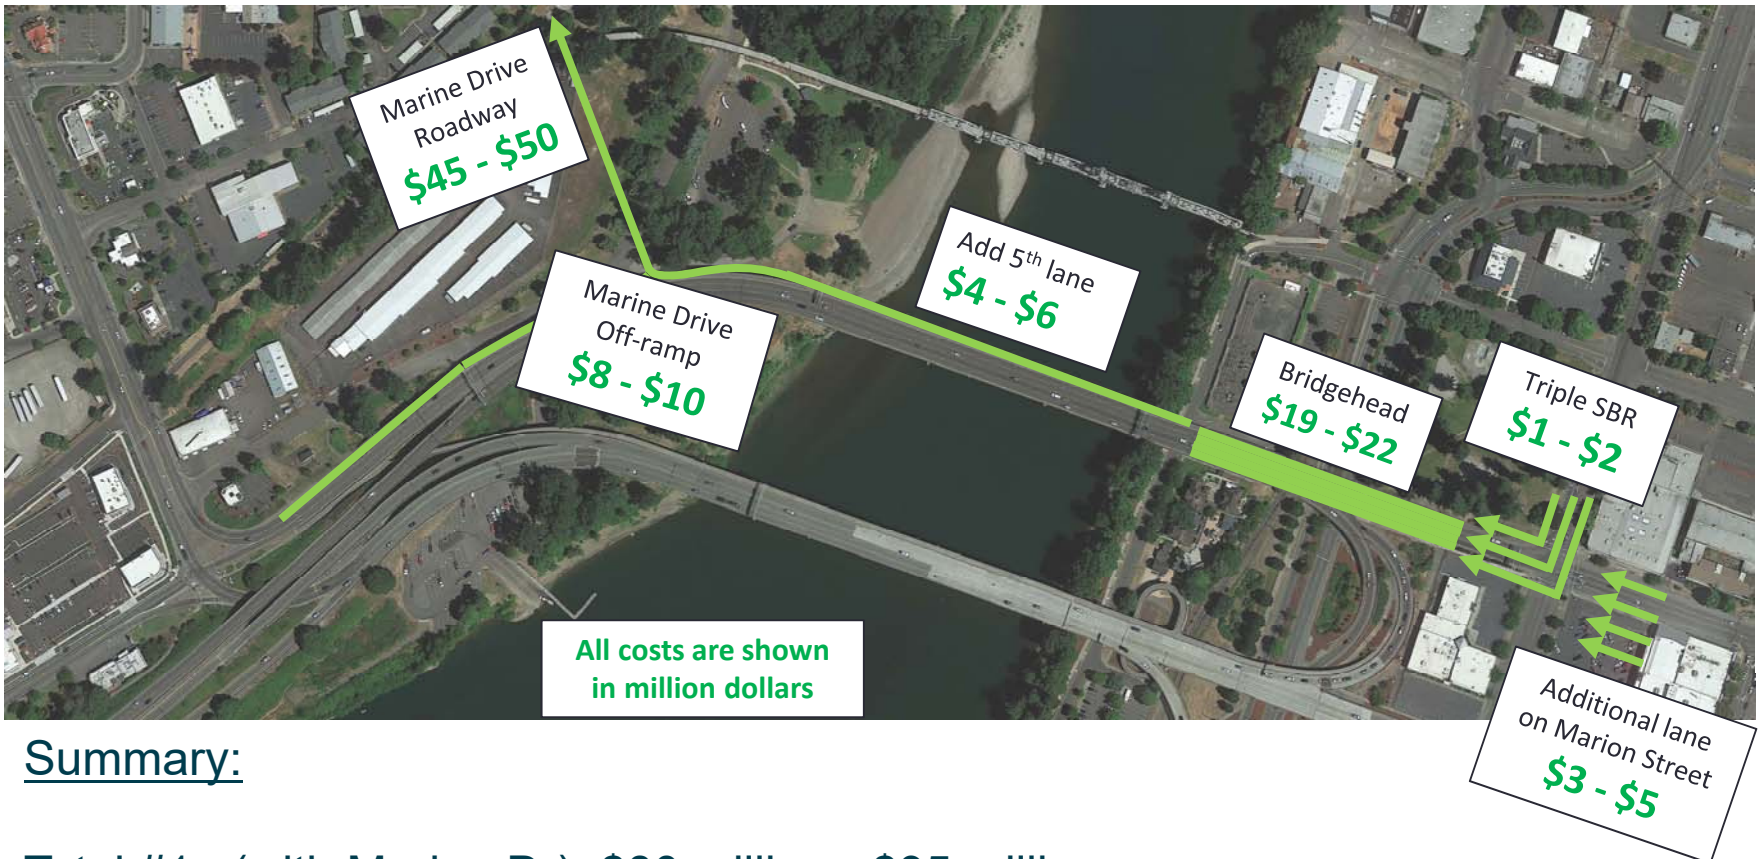 Marine Drive
Roadway
$45 - $50
Marine Drive
Off-ramp
$8 - $10
Add 5th lane
$4 - $6
Bridgehead
$19 - $22
Triple SBR
$1 - $2
Additional lane
on Marion Street
$3 - $5
All costs are shown
in million dollars
Summary: